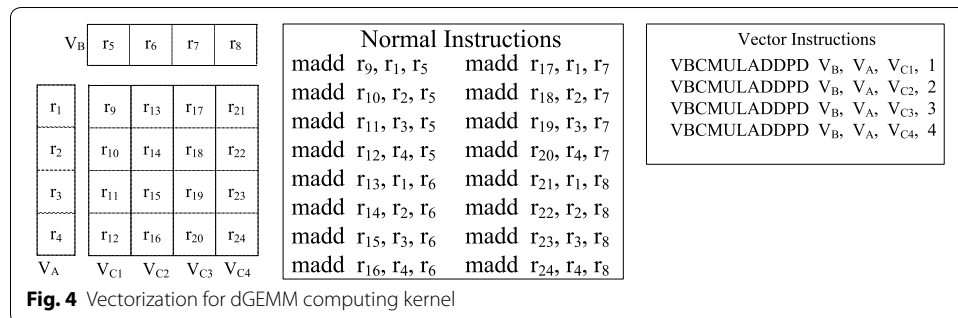 V_B r_5 r_6 r_7 r_8
r_1 r_9 r_13 r_17 r_21
r_2 r_10 r_14 r_18 r_22
r_3 r_11 r_15 r_19 r_23
r_4 r_12 r_16 r_20 r_24
V_A V_C1 V_C2 V_C3 V_C4
Normal Instructions
madd r_9, r_1, r_5 madd r_17, r_1, r_7
madd r_10, r_2, r_5 madd r_18, r_2, r_7
madd r_11, r_3, r_5 madd r_19, r_3, r_7
madd r_12, r_4, r_5 madd r_20, r_4, r_7
madd r_13, r_1, r_6 madd r_21, r_1, r_8
madd r_14, r_2, r_6 madd r_22, r_2, r_8
madd r_15, r_3, r_6 madd r_23, r_3, r_8
madd r_16, r_4, r_6 madd r_24, r_4, r_8
Vector Instructions
VBCMULADDPD V_B, V_A, V_C1, 1
VBCMULADDPD V_B, V_A, V_C2, 2
VBCMULADDPD V_B, V_A, V_C3, 3
VBCMULADDPD V_B, V_A, V_C4, 4
Fig. 4 Vectorization for dGEMM computing kernel